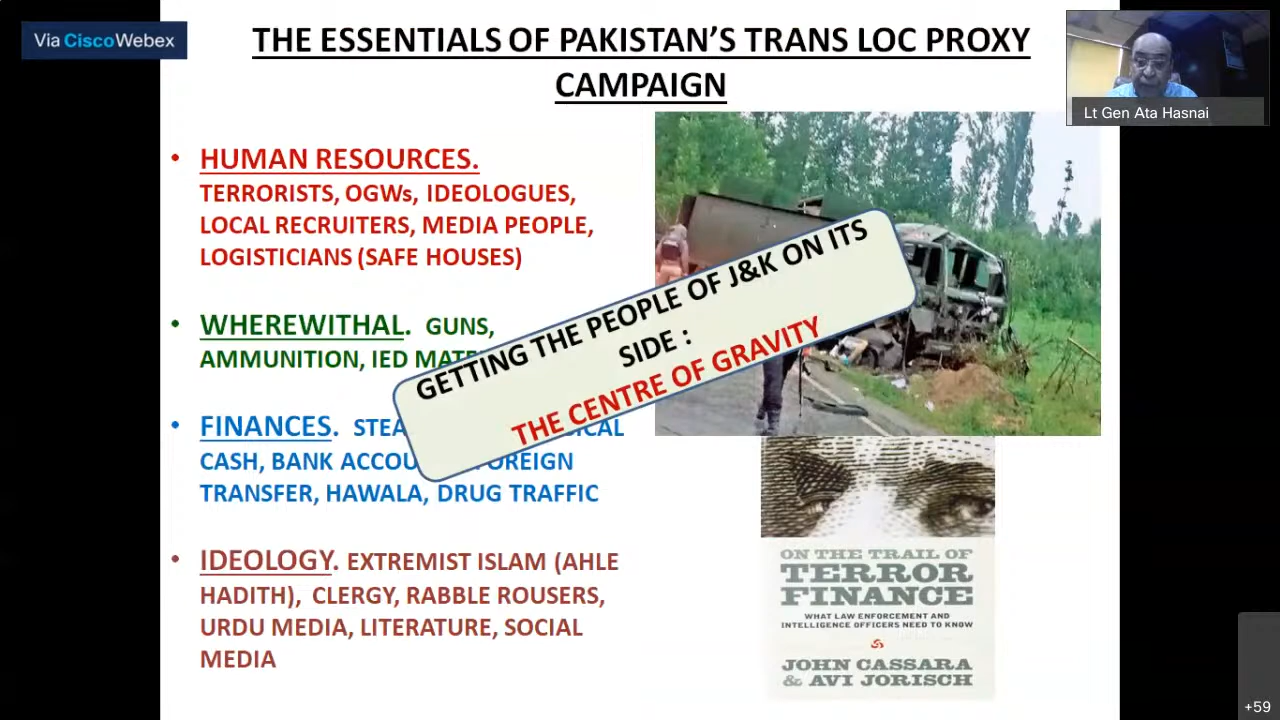 Via Cisco Webex
THE ESSENTIALS OF PAKISTAN'S TRANS LOC PROXY
CAMPAIGN
Lt Gen Ata Hasnai
• HUMAN RESOURCES.
TERRORISTS, OGWs, IDEOLOGUES,
LOCAL RECRUITERS, MEDIA PEOPLE,
LOGISTICIANS (SAFE HOUSES)
• WHEREWITHAL. GUNS,
AMMUNITION, IED
• FINANCES.
CASH, BANK
TRANSFER, HAWALA, DRUG TRAFFIC
• IDEOLOGY. EXTREMIST ISLAM (AHLE
HADITH), CLERGY, RABBLE ROUSERS,
URDU MEDIA, LITERATURE, SOCIAL
MEDIA
GETTING THE PEOPLE OF J&K ON ITS
SIDE :
THE CENTRE OF GRAVITY
ON THE TRAIL OF
TERROR
FINANCE
WHAT LAW ENFORCEMENT AND
INTELLIGENCE OFFICERS NEED TO KNOW
JOHN CASSARA
& AVI JORISCH
+59